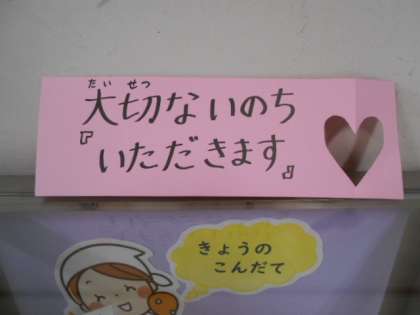 たい せつ
大切ないのち
『いただきます』
きょうの
こんだて